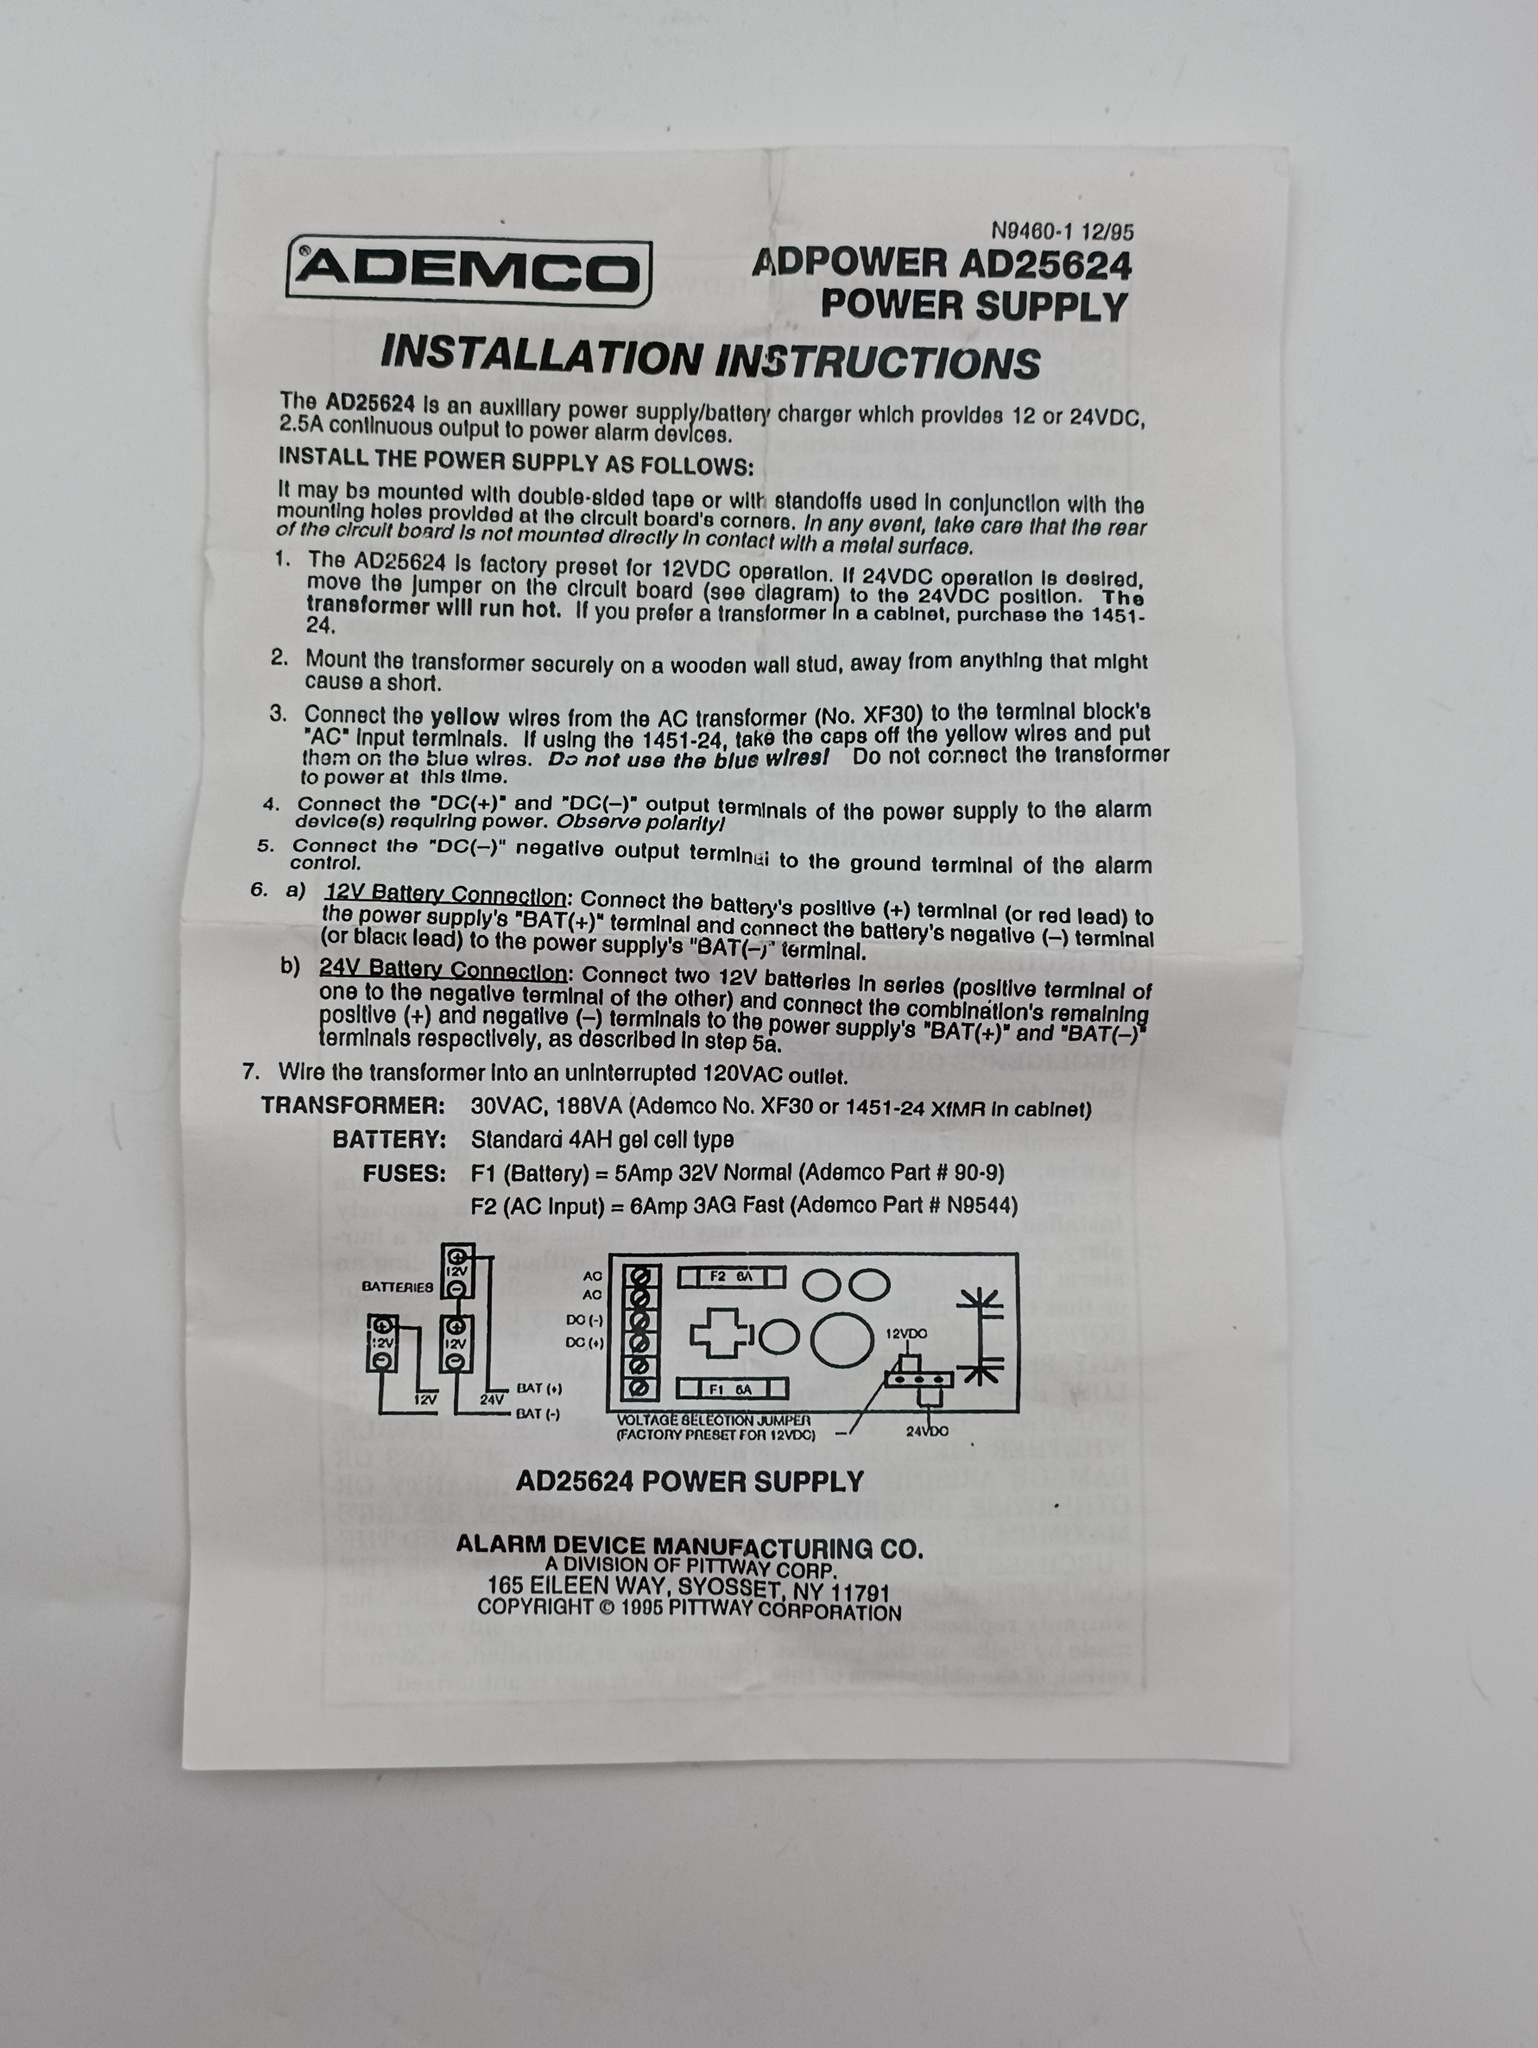 N9460-1 12/95
®ADEMCO
ADPOWER AD25624
POWER SUPPLY
INSTALLATION INSTRUCTIONS
The AD25624 is an auxiliary power supply/battery charger which provides 12 or 24VDC,
2.5A continuous output to power alarm devices.
INSTALL THE POWER SUPPLY AS FOLLOWS:
It may be mounted with double-sided tape or with standoffs used in conjunction with the
mounting holes provided at the circuit board's corners. In any event, take care that the rear
of the circuit board is not mounted directly in contact with a metal surface.
1. The AD25624 is factory preset for 12VDC operation. If 24VDC operation is desired,
move the jumper on the circuit board (see diagram) to the 24VDC position. The
transformer will run hot. If you prefer a transformer in a cabinet, purchase the 1451-
24.
2. Mount the transformer securely on a wooden wall stud, away from anything that might
cause a short.
3. Connect the yellow wires from the AC transformer (No. XF30) to the terminal block's
"AC" input terminals. If using the 1451-24, take the caps off the yellow wires and put
them on the blue wires. Do not use the blue wires! Do not connect the transformer
to power at this time.
4. Connect the "DC(+)" and "DC(–)" output terminals of the power supply to the alarm
device(s) requiring power. Observe polarity!
5. Connect the "DC(–)" negative output terminal to the ground terminal of the alarm
control.
6. a) 12V Battery Connection: Connect the battery's positive (+) terminal (or red lead) to
the power supply's "BAT(+)" terminal and connect the battery's negative (–) terminal
(or black lead) to the power supply's "BAT(–)" terminal.
b) 24V Battery Connection: Connect two 12V batteries in series (positive terminal of
one to the negative terminal of the other) and connect the combination's remaining
positive (+) and negative (–) terminals to the power supply's "BAT(+)" and "BAT(–)"
terminals respectively, as described in step 5a.
7. Wire the transformer into an uninterrupted 120VAC outlet.
TRANSFORMER: 30VAC, 188VA (Ademco No. XF30 or 1451-24 XfMR in cabinet)
BATTERY: Standard 4AH gel cell type
FUSES: F1 (Battery) = 5Amp 32V Normal (Ademco Part # 90-9)
F2 (AC Input) = 6Amp 3AG Fast (Ademco Part # N9544)
BATTERIES
12V
12V
12V
12V
24V
BAT (+)
BAT (-)
AC
AC
DC (-)
DC (+)
F2 6A
F1 6A
12VDC
24VDC
VOLTAGE SELECTION JUMPER
(FACTORY PRESET FOR 12VDC)
AD25624 POWER SUPPLY
ALARM DEVICE MANUFACTURING CO.
A DIVISION OF PITTWAY CORP.
165 EILEEN WAY, SYOSSET, NY 11791
COPYRIGHT © 1995 PITTWAY CORPORATION